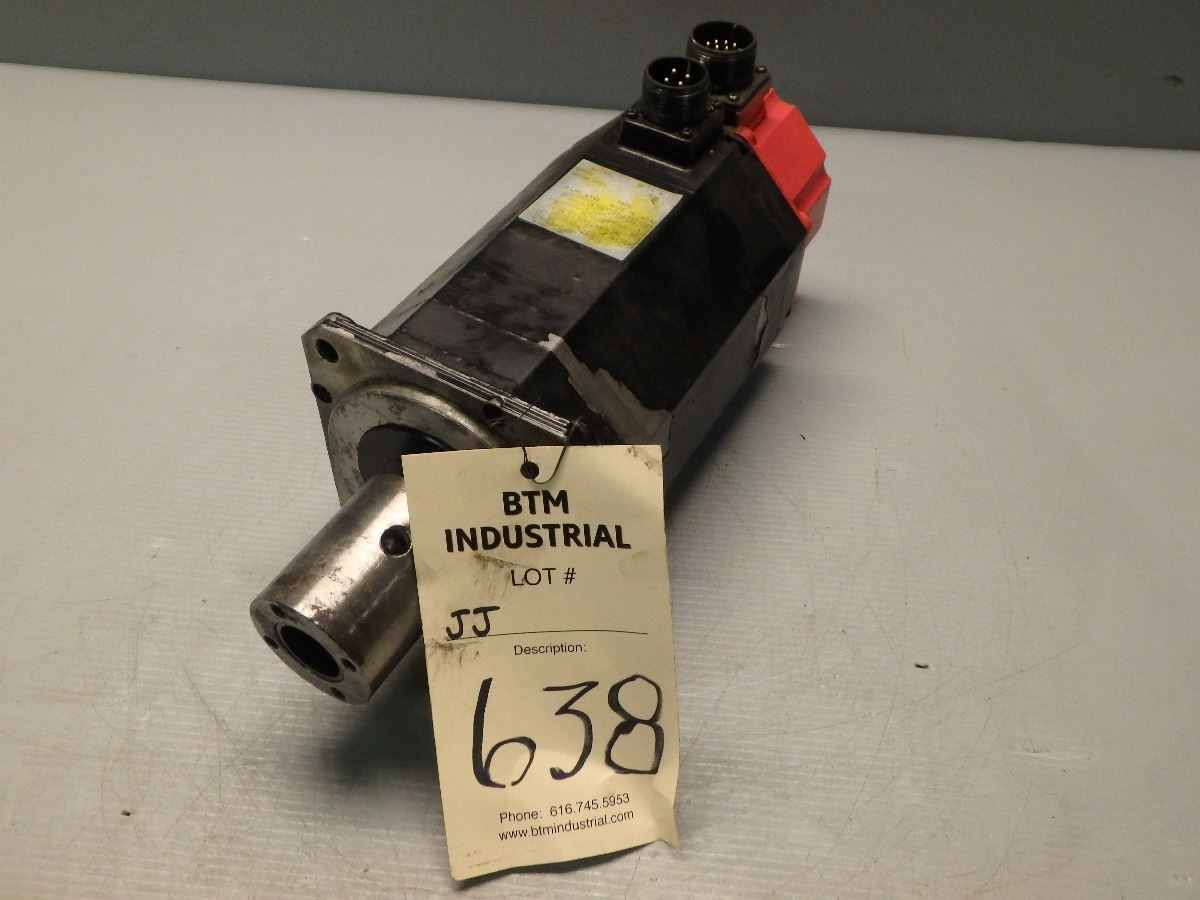 BTM
INDUSTRIAL
LOT #
JJ
Description:
638
Phone: 616.745.5953
www.btmindustrial.com